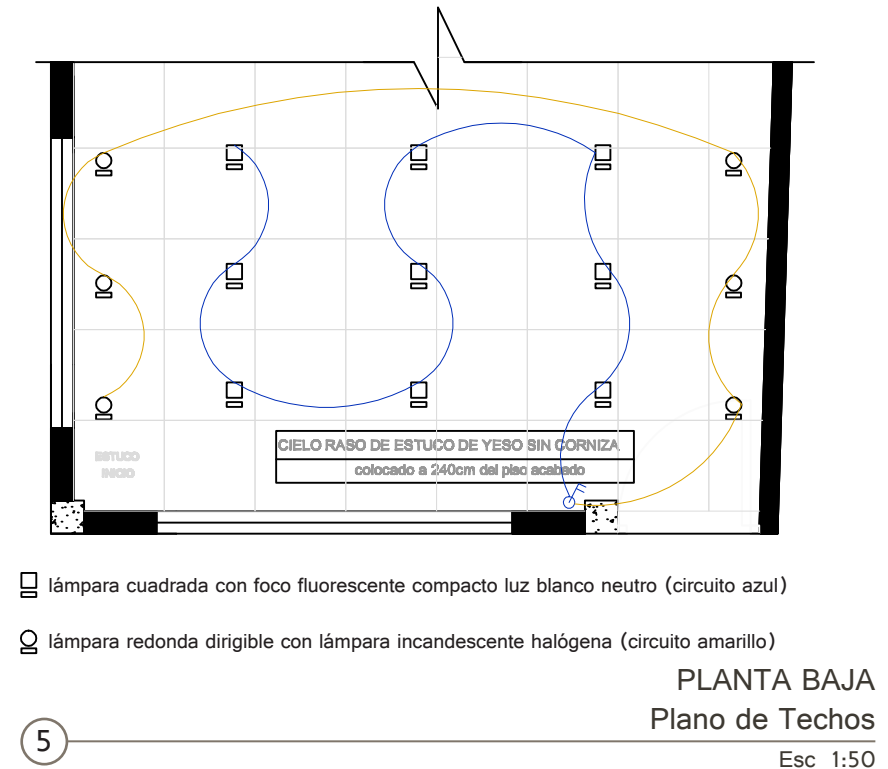 CIELO RASO DE ESTUCO DE YESO SIN CORNIZA
colocado a 240cm del piso acabado
ESTUCO
INICIO
lámpara cuadrada con foco fluorescente compacto luz blanco neutro (circuito azul)
lámpara redonda dirigible con lámpara incandescente halógena (circuito amarillo)
PLANTA BAJA
Plano de Techos
5
Esc 1:50